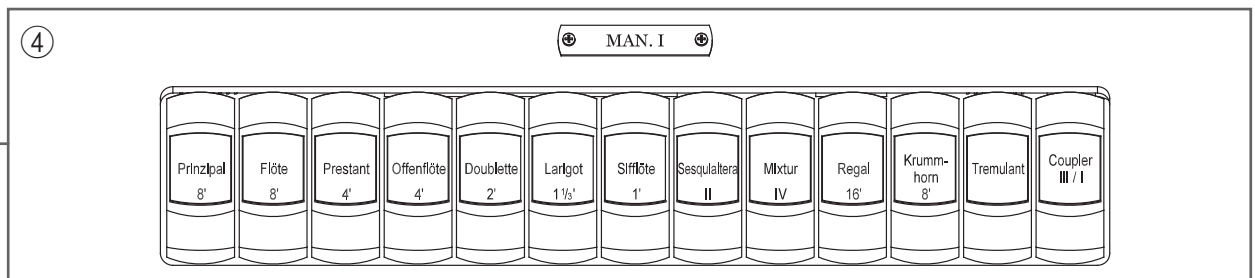 ④
MAN. I
Prinzipal
8'
Flöte
8'
Prestant
4'
Offenflöte
4'
Doublette
2'
Larigot
1 ⅓'
Sifflöte
1'
Sesquialtera
II
Mixtur
IV
Regal
16'
Krumm-
horn
8'
Tremulant
Coupler
III / I